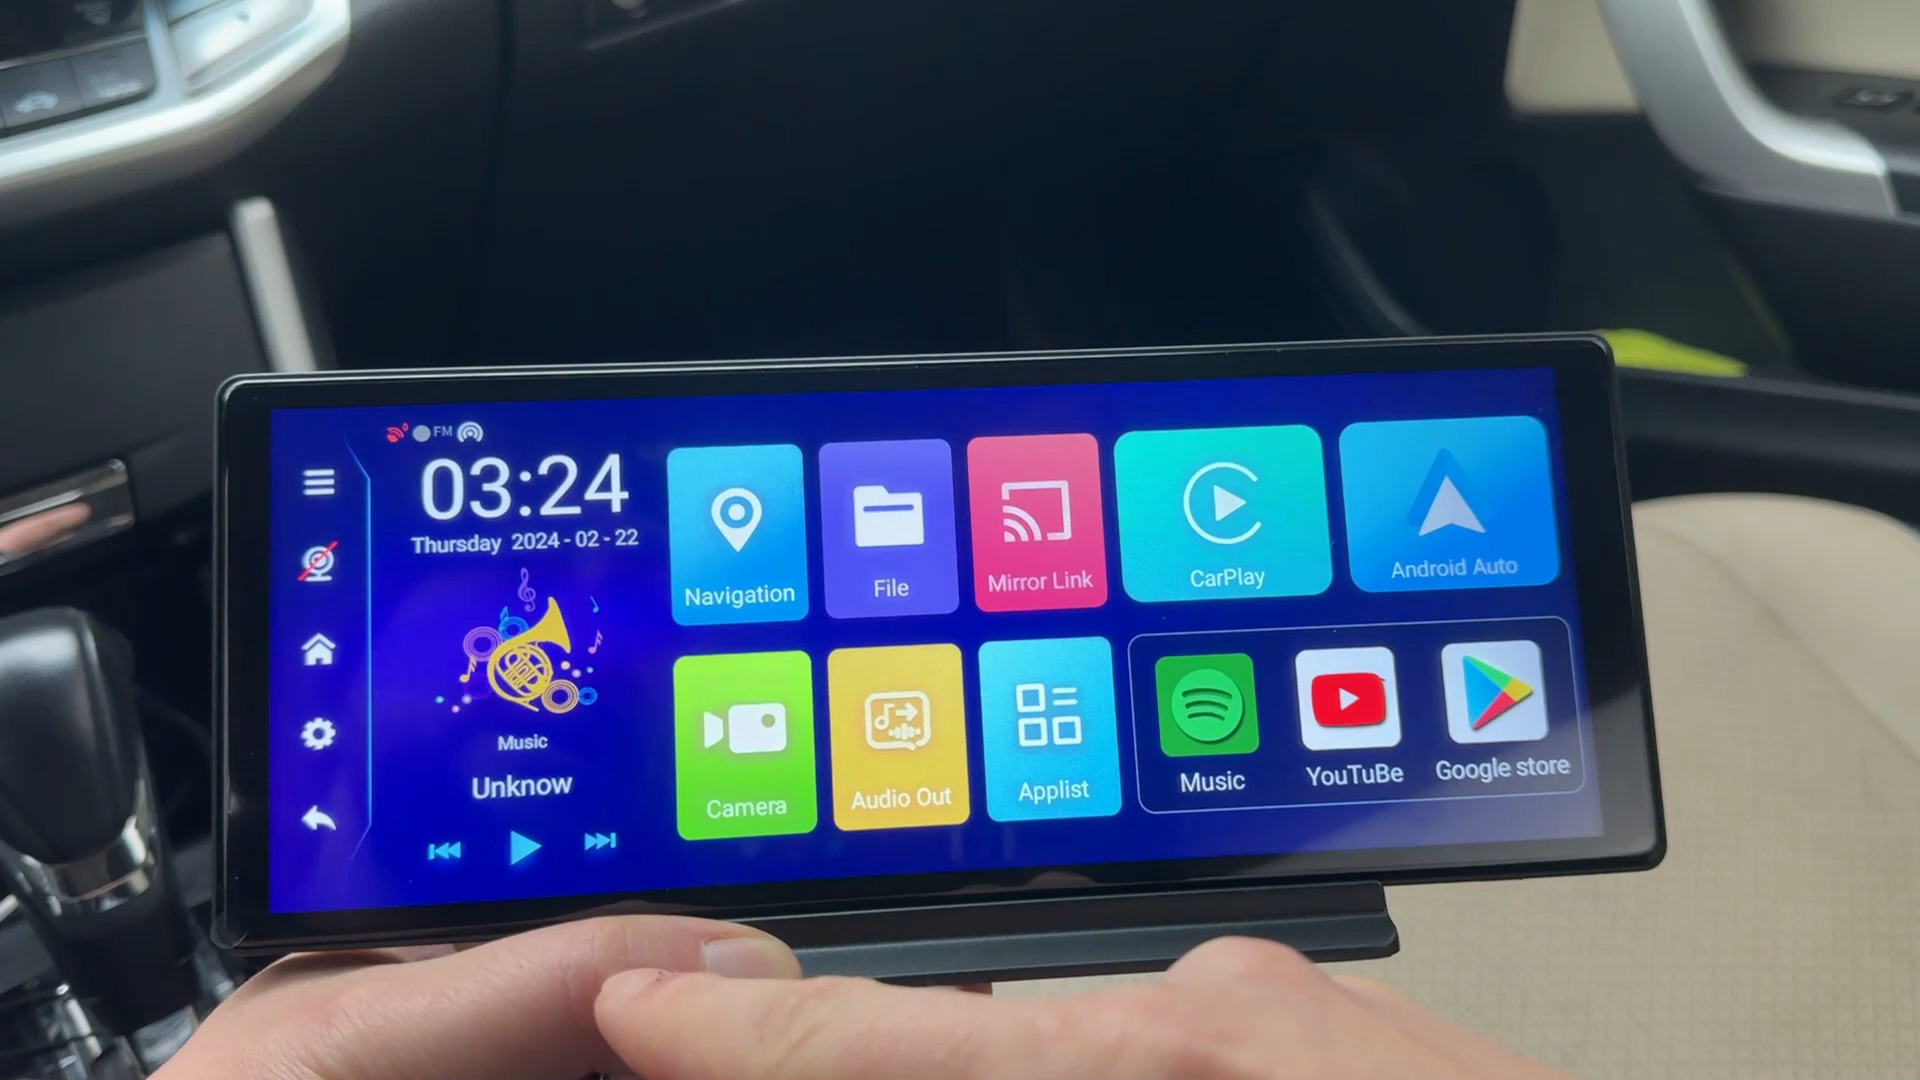 FM
03:24
Thursday 2024-02-22
Music
Unknow
Navigation
File
Mirror Link
CarPlay
Android Auto
Camera
Audio Out
Applist
Music
YouTuBe
Google store